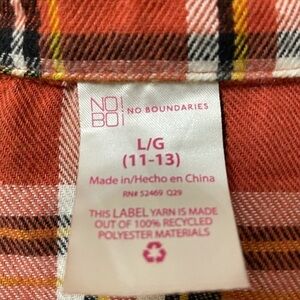 NO! NO BOUNDARIES
BO!
L/G
(11-13)
Made in/Hecho en China
RN# 52469 Q29
THIS LABEL YARN IS MADE
OUT OF 100% RECYCLED
POLYESTER MATERIALS